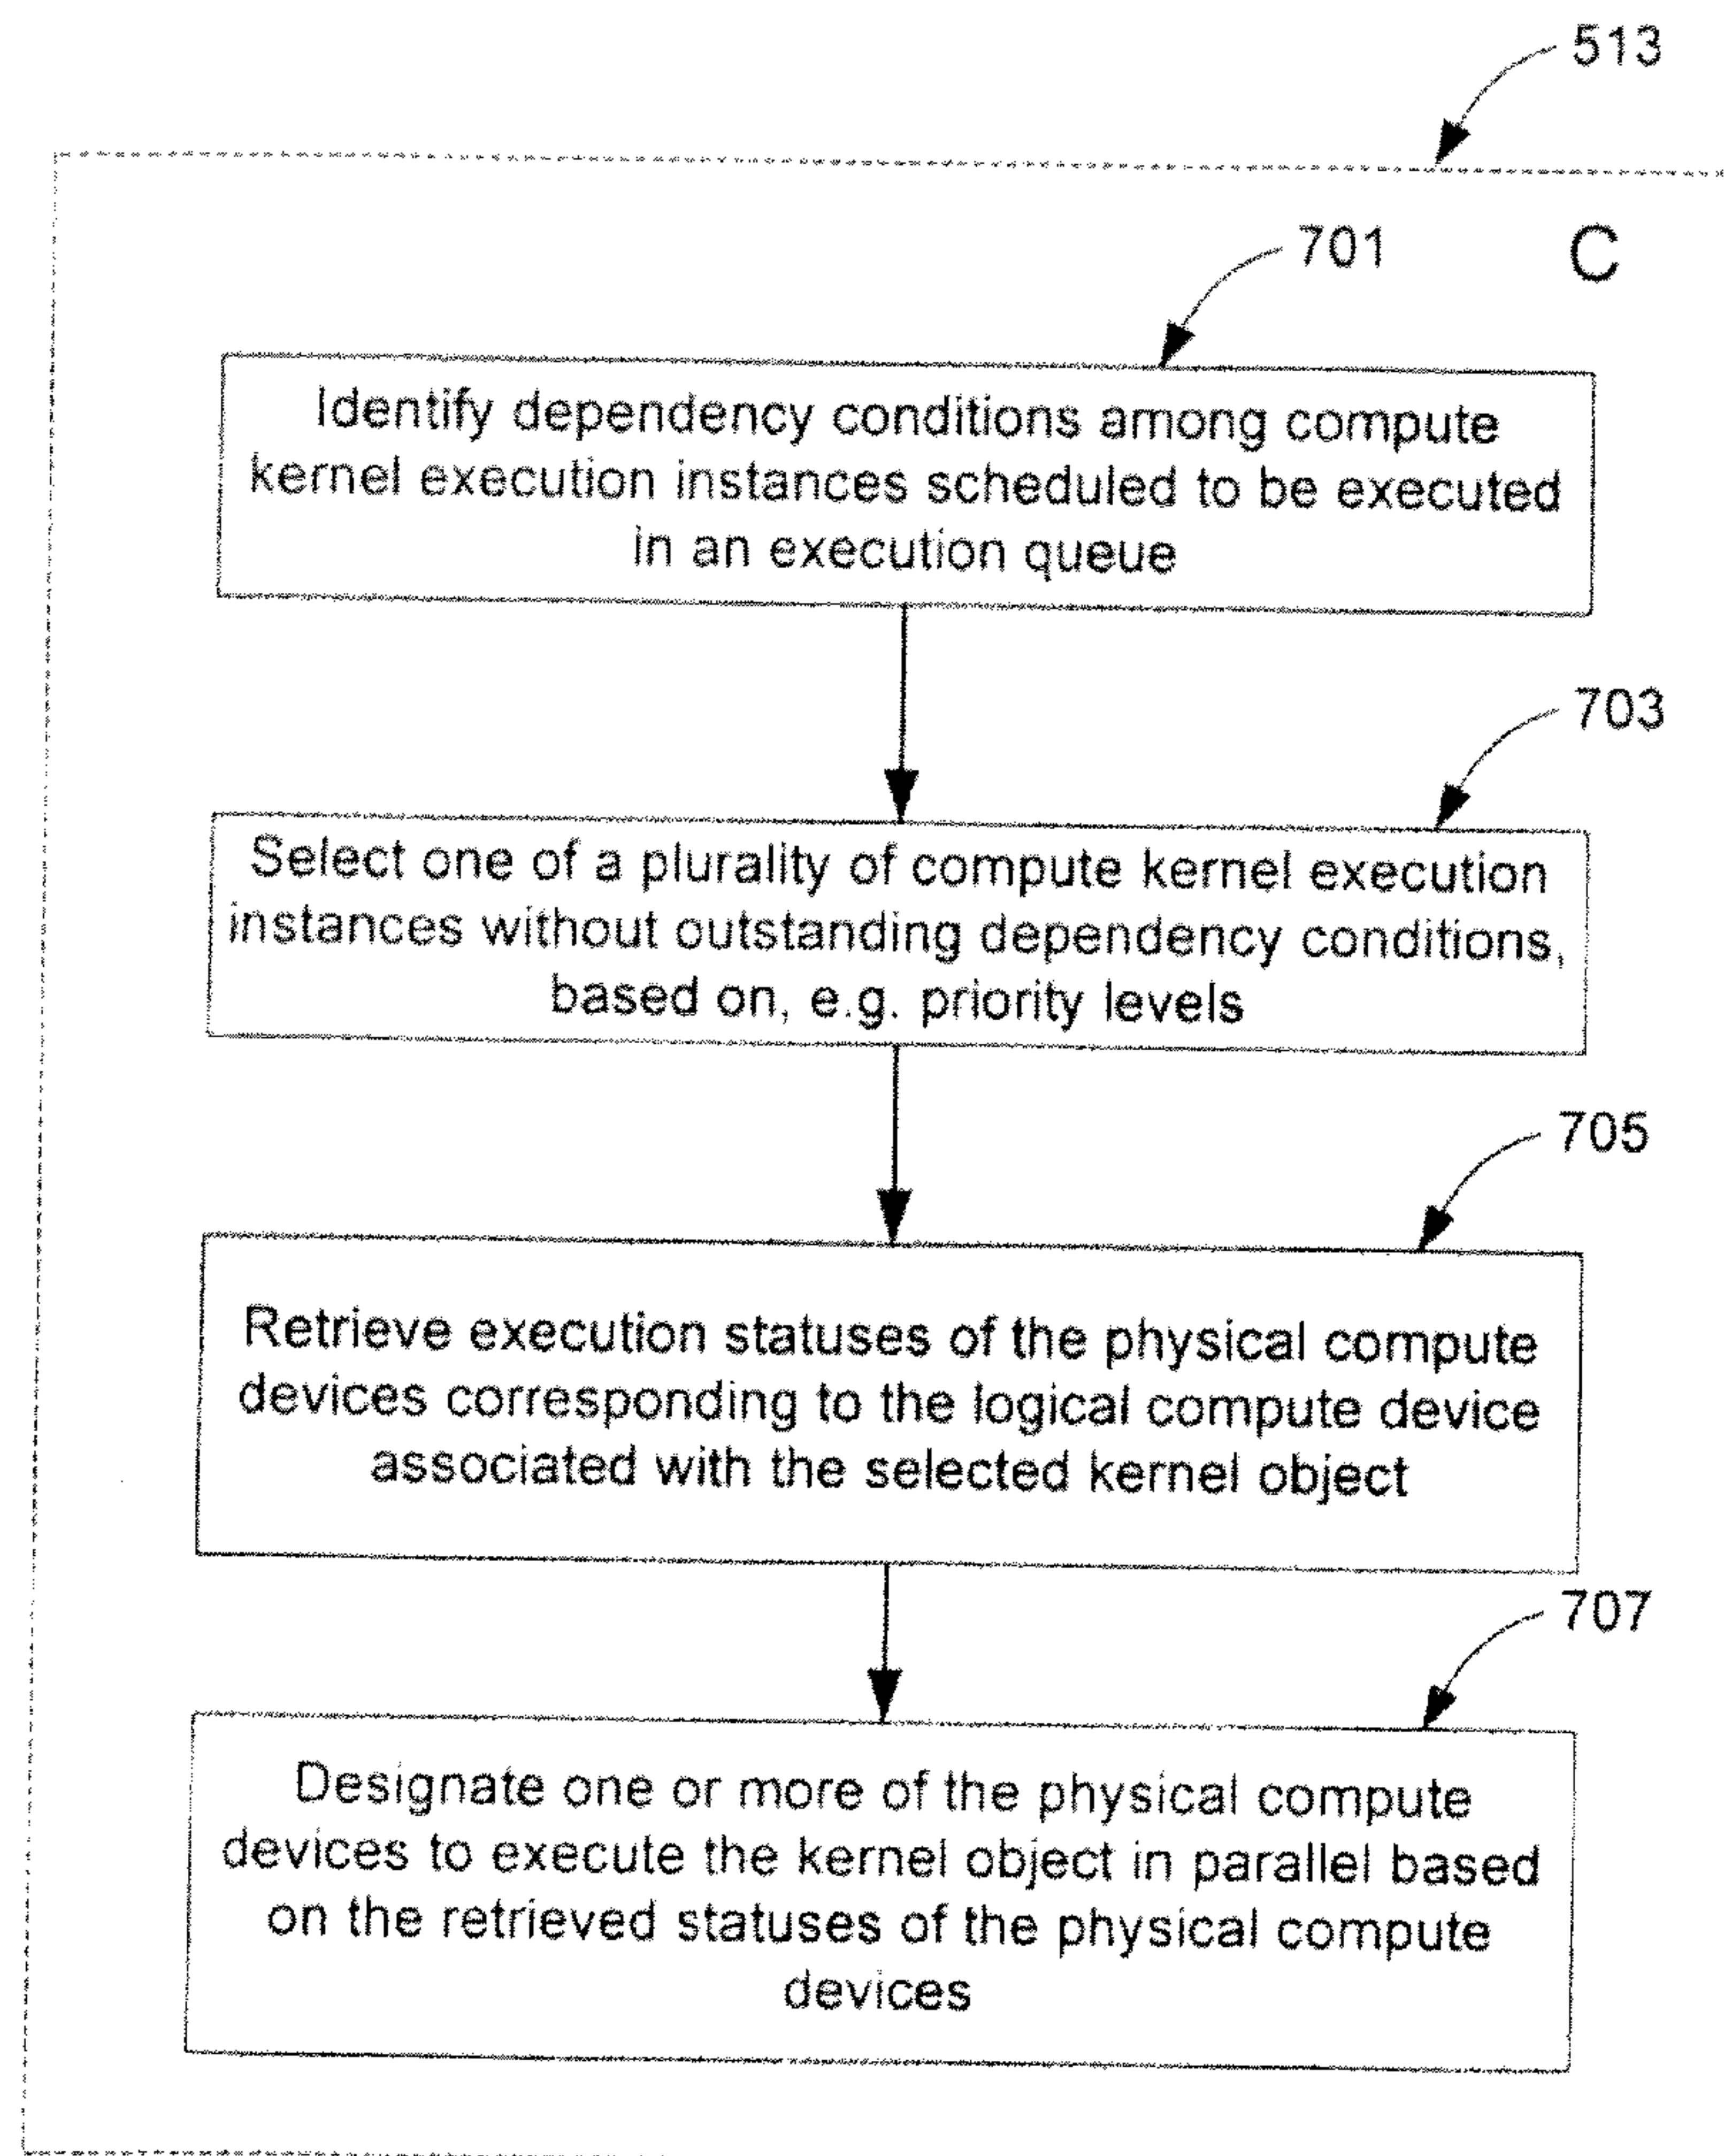 513
701
C
Identify dependency conditions among compute
kernel execution instances scheduled to be executed
in an execution queue
703
Select one of a plurality of compute kernel execution
instances without outstanding dependency conditions,
based on, e.g. priority levels
705
Retrieve execution statuses of the physical compute
devices corresponding to the logical compute device
associated with the selected kernel object
707
Designate one or more of the physical compute
devices to execute the kernel object in parallel based
on the retrieved statuses of the physical compute
devices